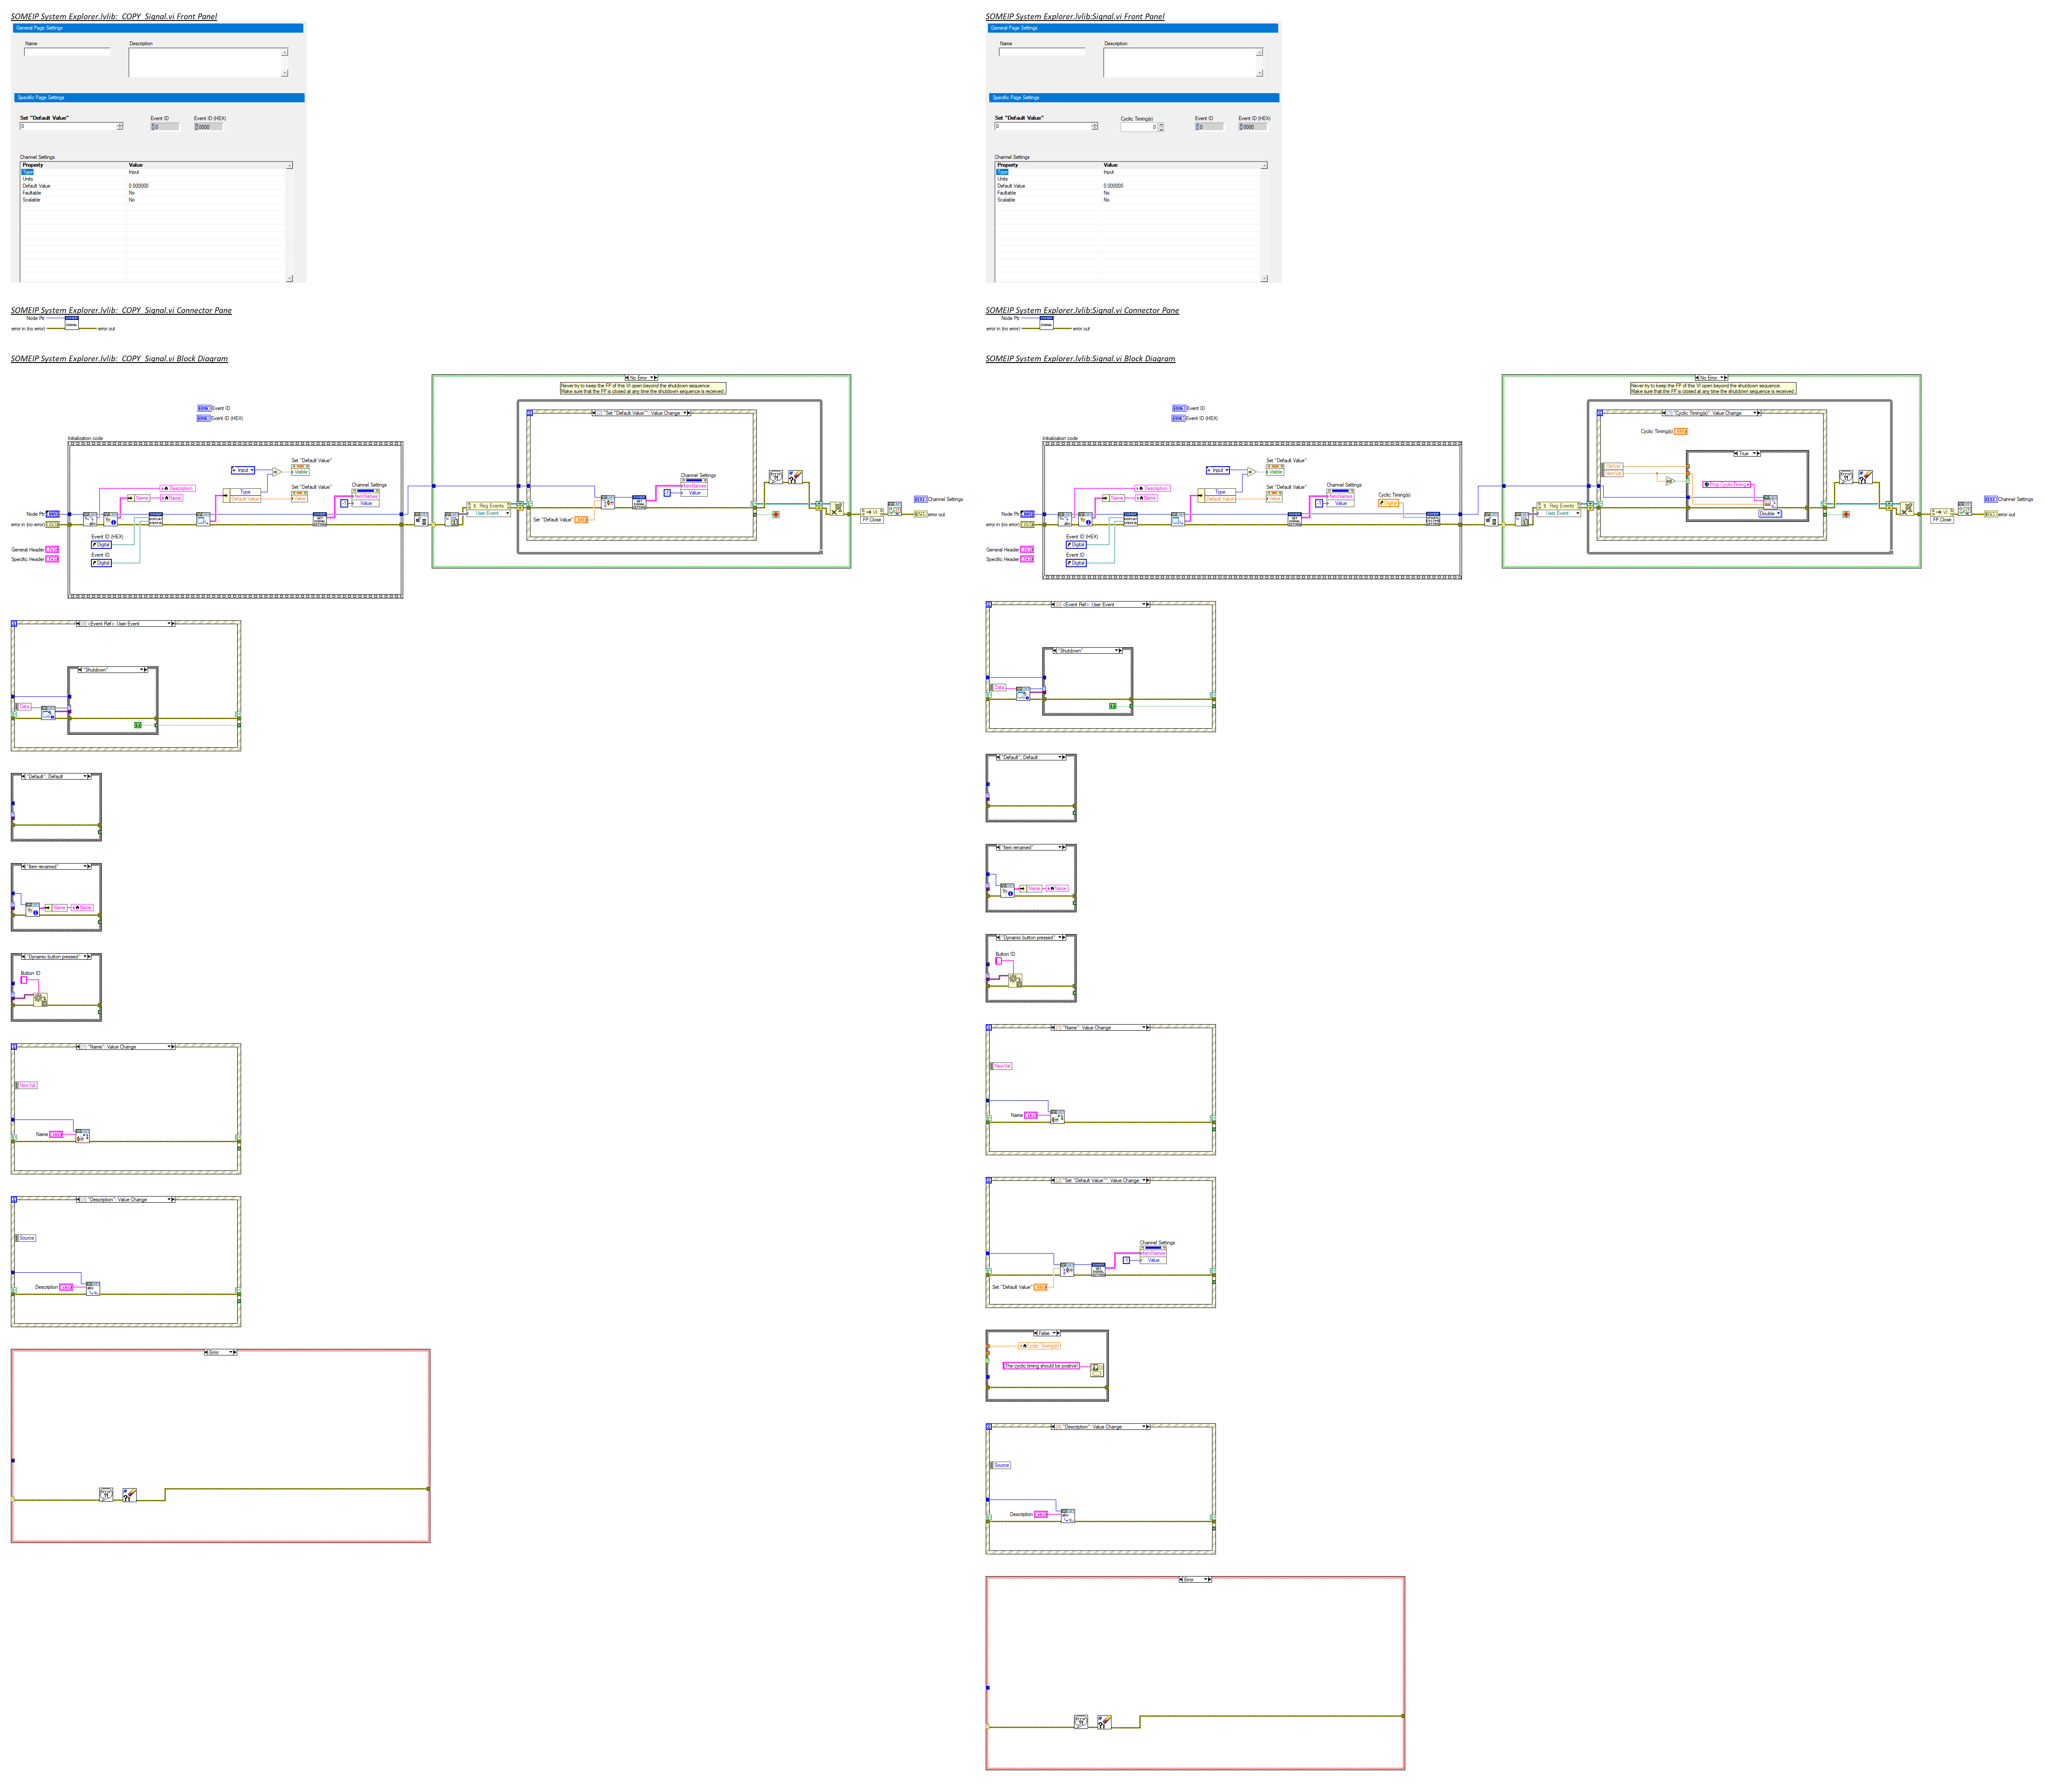 SOMEIP System Explorer.lvlib:_COPY_Signal.vi Front Panel
General Page Settings
Name
Description
Specific Page Settings
Set "Default Value"
Event ID
Event ID (HEX)
0
0
0000
Channel Settings
Property Value
Type Input
Units
Default Value 0.000000
Faultable No
Scalable No
SOMEIP System Explorer.lvlib:_COPY_Signal.vi Connector Pane
Node Ptr
error in (no error)
error out
SOMEIP System Explorer.lvlib:_COPY_Signal.vi Block Diagram
No Error
Never try to keep the FP of this VI open beyond the shutdown sequence.
Make sure that the FP is closed at any time the shutdown sequence is received.
Event ID
Event ID (HEX)
"Set "Default Value"": Value Change
Initialization code
Set "Default Value"
Input
Visible
Description
Name
Name
Type
Default Value
Set "Default Value"
Value
Channel Settings
ItemNames
Value
Channel Settings
ItemNames
Value
Node Ptr
error in (no error)
Reg Events
User Event
Set "Default Value"
Channel Settings
error out
FP.Close
Event ID (HEX)
Digital
Event ID
Digital
General Header
Specific Header
<Event Ref>: User Event
"Shutdown"
Data
"Default", Default
"Item renamed"
Name
Name
"Dynamic button pressed"
Button ID
"Name": Value Change
NewVal
Name
"Description": Value Change
Source
Description
Error
SOMEIP System Explorer.lvlib:Signal.vi Front Panel
General Page Settings
Name
Description
Specific Page Settings
Set "Default Value"
Cyclic Timing(s)
Event ID
Event ID (HEX)
0
0
0
0000
Channel Settings
Property Value
Type Input
Units
Default Value 0.000000
Faultable No
Scalable No
SOMEIP System Explorer.lvlib:Signal.vi Connector Pane
Node Ptr
error in (no error)
error out
SOMEIP System Explorer.lvlib:Signal.vi Block Diagram
No Error
Never try to keep the FP of this VI open beyond the shutdown sequence.
Make sure that the FP is closed at any time the shutdown sequence is received.
Event ID
Event ID (HEX)
"Cyclic Timing(s)": Value Change
Cyclic Timing(s)
Initialization code
True
Set "Default Value"
Input
Visible
OldVal
NewVal
Description
Name
Name
Type
Default Value
Set "Default Value"
Value
Channel Settings
ItemNames
Value
Cyclic Timing(s)
Digital
Prop CyclicTiming
Double
Node Ptr
error in (no error)
Reg Events
User Event
Channel Settings
error out
FP.Close
Event ID (HEX)
Digital
Event ID
Digital
General Header
Specific Header
<Event Ref>: User Event
"Shutdown"
Data
"Default", Default
"Item renamed"
Name
Name
"Dynamic button pressed"
Button ID
"Name": Value Change
NewVal
Name
"Set "Default Value"": Value Change
Channel Settings
ItemNames
Value
Set "Default Value"
False
Cyclic Timing(s)
The cyclic timing should be positive!
"Description": Value Change
Source
Description
Error